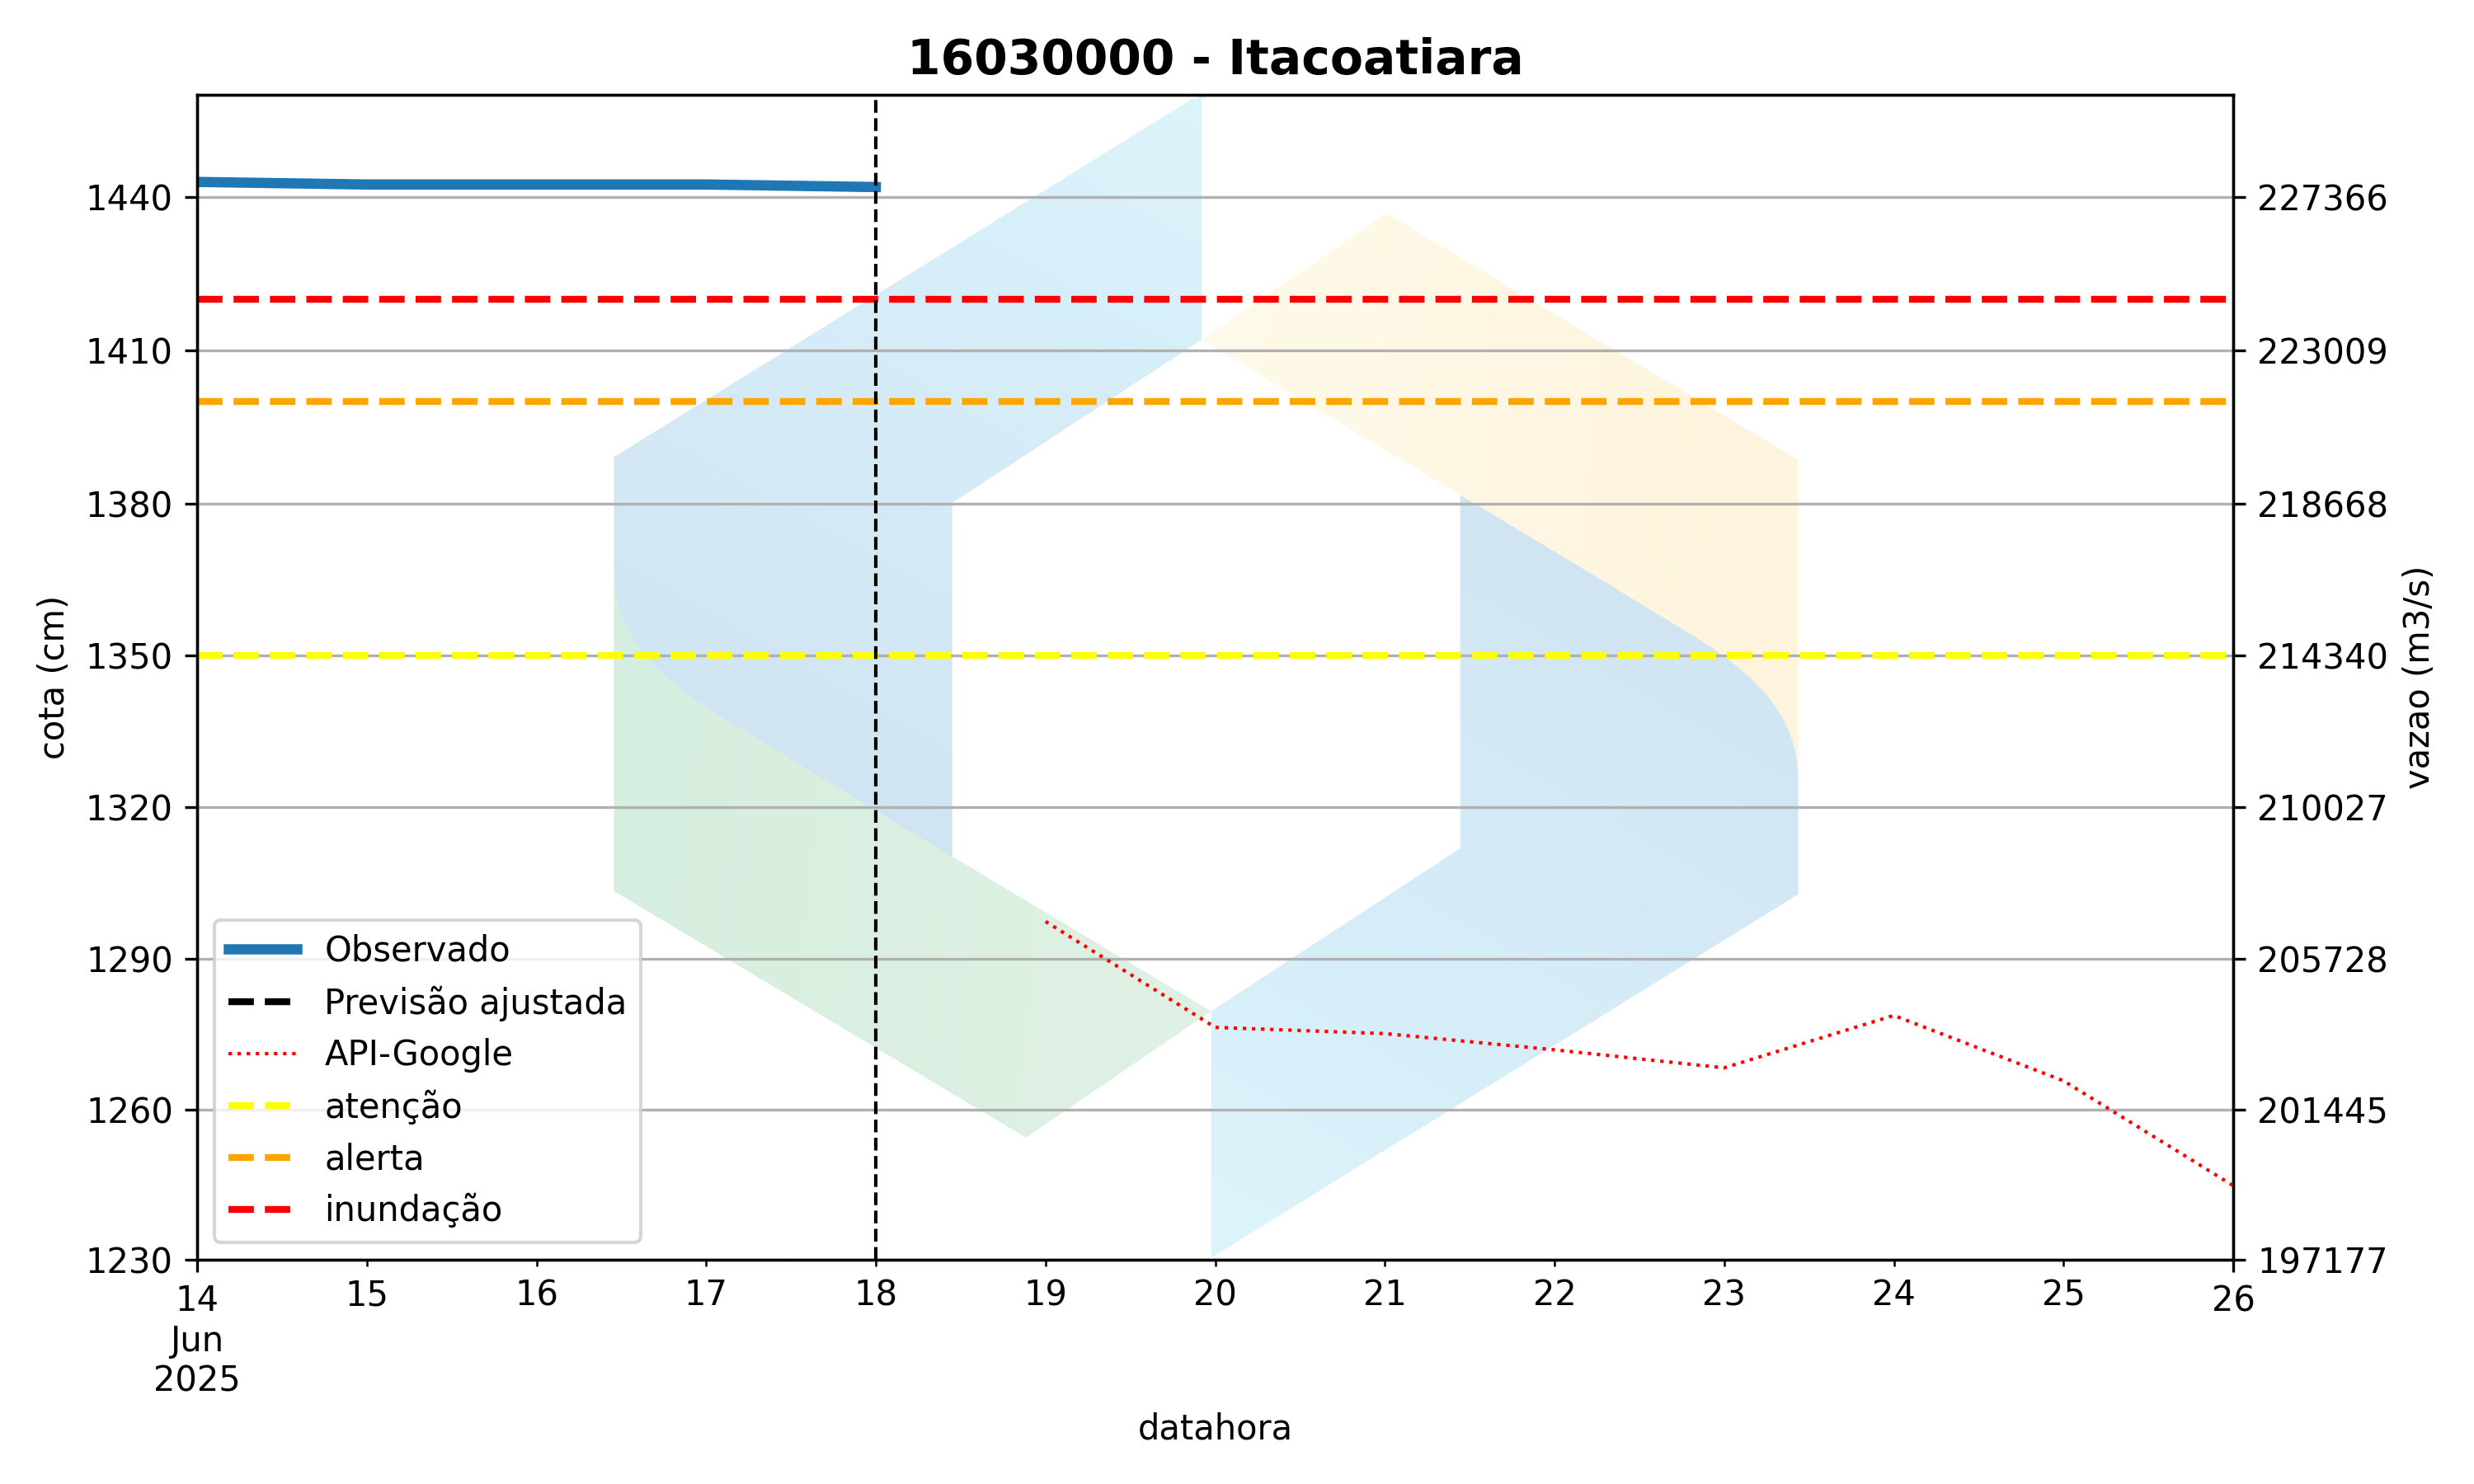 16030000 - Itacoatiara
1440
1410
1380
1350
1320
1290
1260
1230
cota (cm)
227366
223009
218668
214340
210027
205728
201445
197177
vazao (m3/s)
Observado
Previsão ajustada
API-Google
atenção
alerta
inundação
14 15 16 17 18 19 20 21 22 23 24 25 26
Jun
2025
datahora